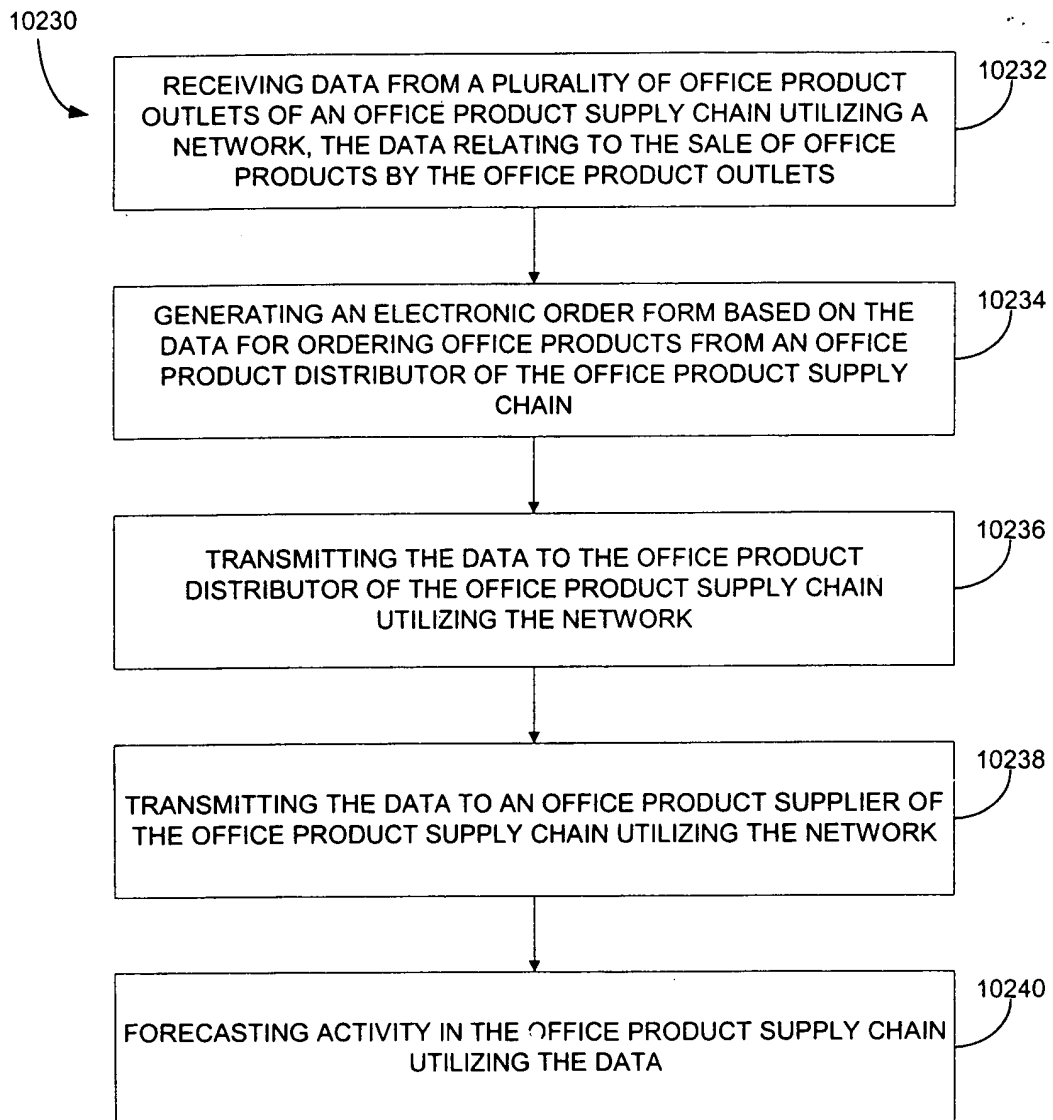 10230
10232
RECEIVING DATA FROM A PLURALITY OF OFFICE PRODUCT
OUTLETS OF AN OFFICE PRODUCT SUPPLY CHAIN UTILIZING A
NETWORK, THE DATA RELATING TO THE SALE OF OFFICE
PRODUCTS BY THE OFFICE PRODUCT OUTLETS
10234
GENERATING AN ELECTRONIC ORDER FORM BASED ON THE
DATA FOR ORDERING OFFICE PRODUCTS FROM AN OFFICE
PRODUCT DISTRIBUTOR OF THE OFFICE PRODUCT SUPPLY
CHAIN
10236
TRANSMITTING THE DATA TO THE OFFICE PRODUCT
DISTRIBUTOR OF THE OFFICE PRODUCT SUPPLY CHAIN
UTILIZING THE NETWORK
10238
TRANSMITTING THE DATA TO AN OFFICE PRODUCT SUPPLIER OF
THE OFFICE PRODUCT SUPPLY CHAIN UTILIZING THE NETWORK
10240
FORECASTING ACTIVITY IN THE OFFICE PRODUCT SUPPLY CHAIN
UTILIZING THE DATA